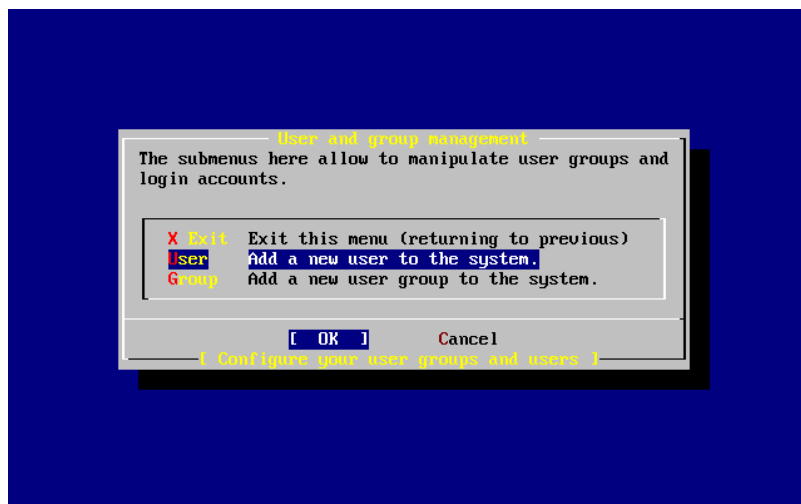 User and group management
The submenus here allow to manipulate user groups and
login accounts.
X Exit Exit this menu (returning to previous)
User Add a new user to the system.
Group Add a new user group to the system.
[ OK ] Cancel
[ Configure your user groups and users ]